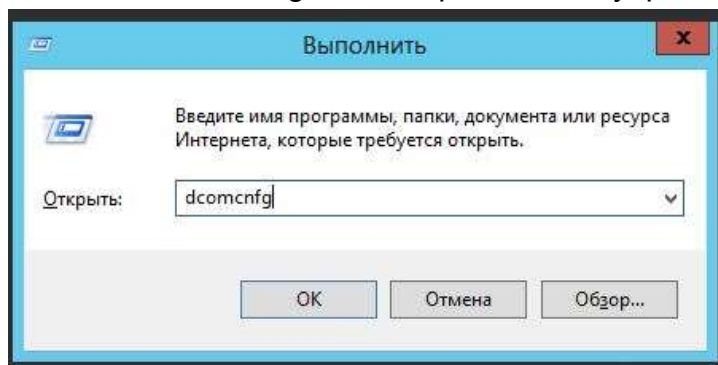 Выполнить
x
Введите имя программы, папки, документа или ресурса
Интернета, которые требуется открыть.
Открыть: dcomcnfg
OK Отмена Обзор...